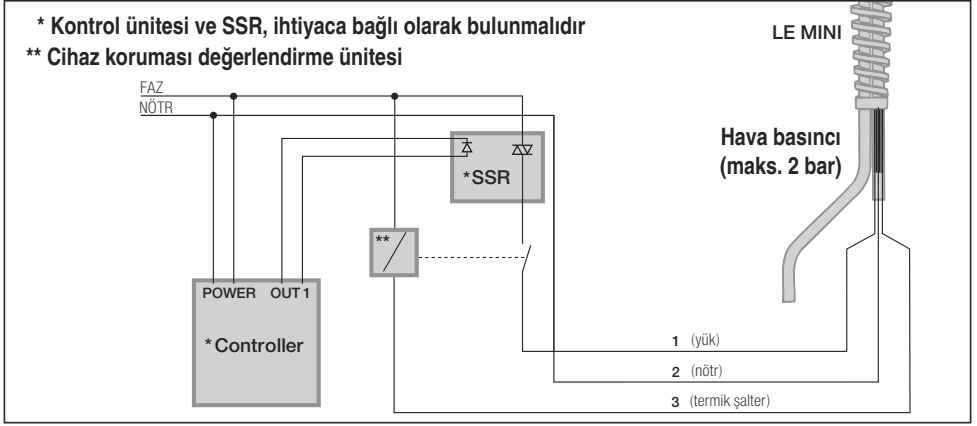 * Kontrol ünitesi ve SSR, ihtiyaca bağlı olarak bulunmalıdır
** Cihaz koruması değerlendirme ünitesi
LE MINI
FAZ
NÖTR
Hava basıncı
(maks. 2 bar)
*SSR
**
POWER OUT 1
*Controller
1 (yük)
2 (nötr)
3 (termik şalter)